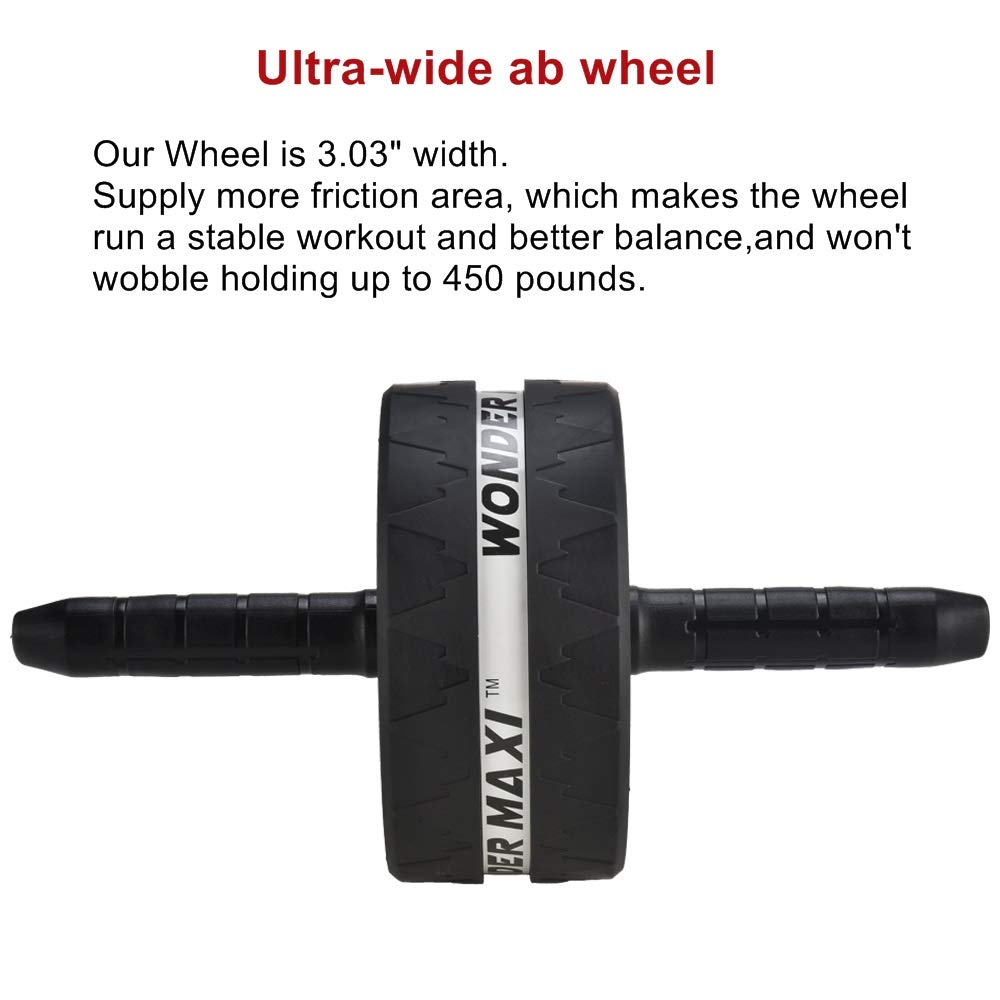 Ultra-wide ab wheel
Our Wheel is 3.03" width.
Supply more friction area, which makes the wheel
run a stable workout and better balance,and won't
wobble holding up to 450 pounds.
WONDER
DER MAXI ™